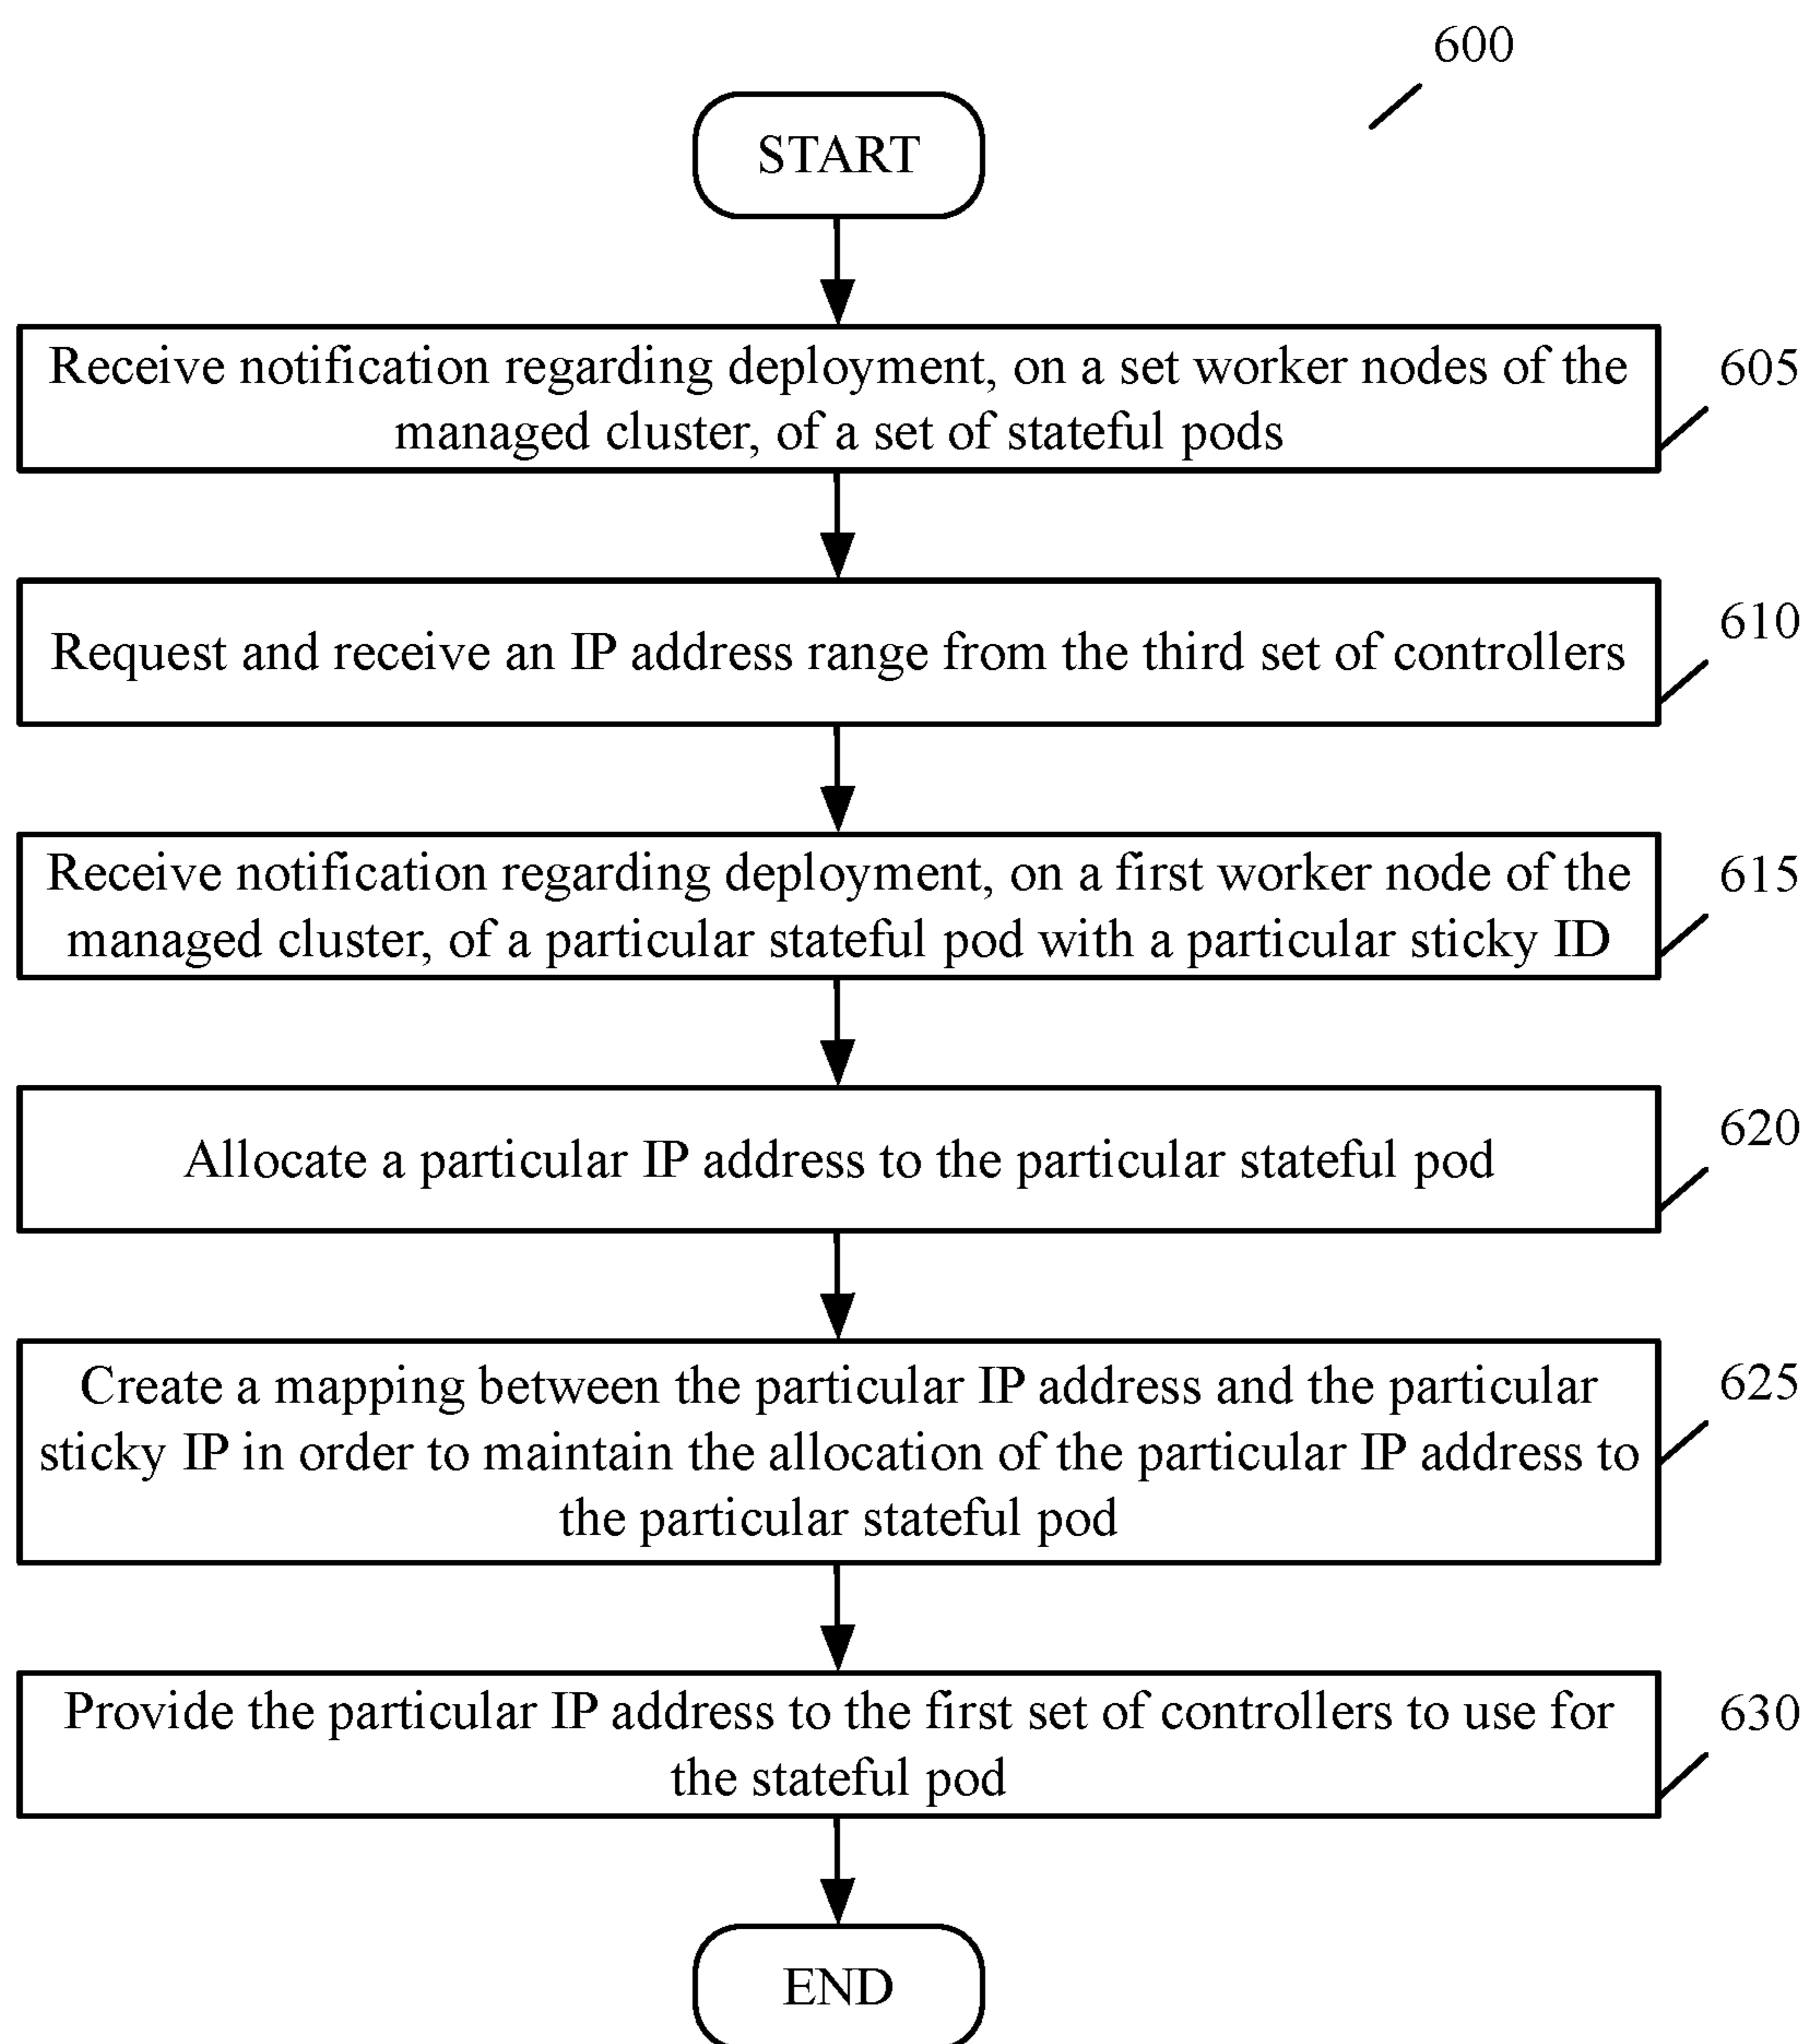 600
START
Receive notification regarding deployment, on a set worker nodes of the
managed cluster, of a set of stateful pods
605
Request and receive an IP address range from the third set of controllers
610
Receive notification regarding deployment, on a first worker node of the
managed cluster, of a particular stateful pod with a particular sticky ID
615
Allocate a particular IP address to the particular stateful pod
620
Create a mapping between the particular IP address and the particular
sticky IP in order to maintain the allocation of the particular IP address to
the particular stateful pod
625
Provide the particular IP address to the first set of controllers to use for
the stateful pod
630
END